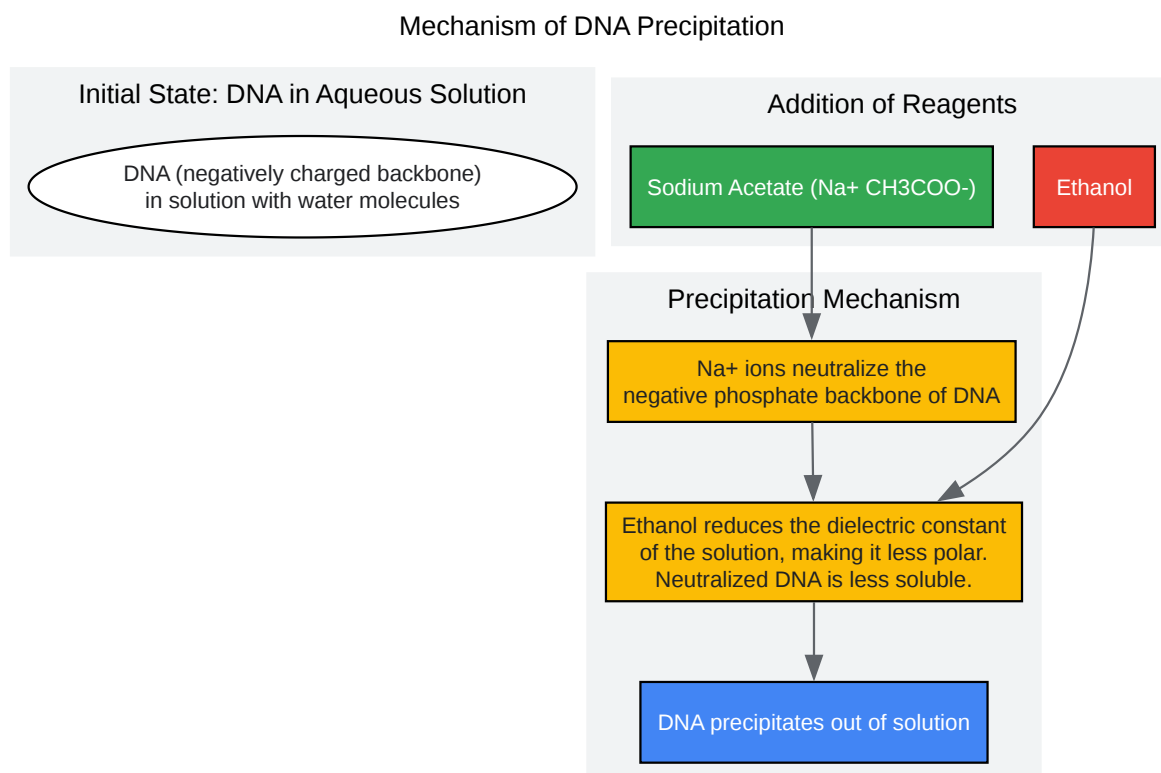 Mechanism of DNA Precipitation
Initial State: DNA in Aqueous Solution
DNA (negatively charged backbone)
in solution with water molecules
Addition of Reagents
Sodium Acetate (Na+ CH3COO-)
Ethanol
Precipitation Mechanism
Na+ ions neutralize the
negative phosphate backbone of DNA
Ethanol reduces the dielectric constant
of the solution, making it less polar.
Neutralized DNA is less soluble.
DNA precipitates out of solution